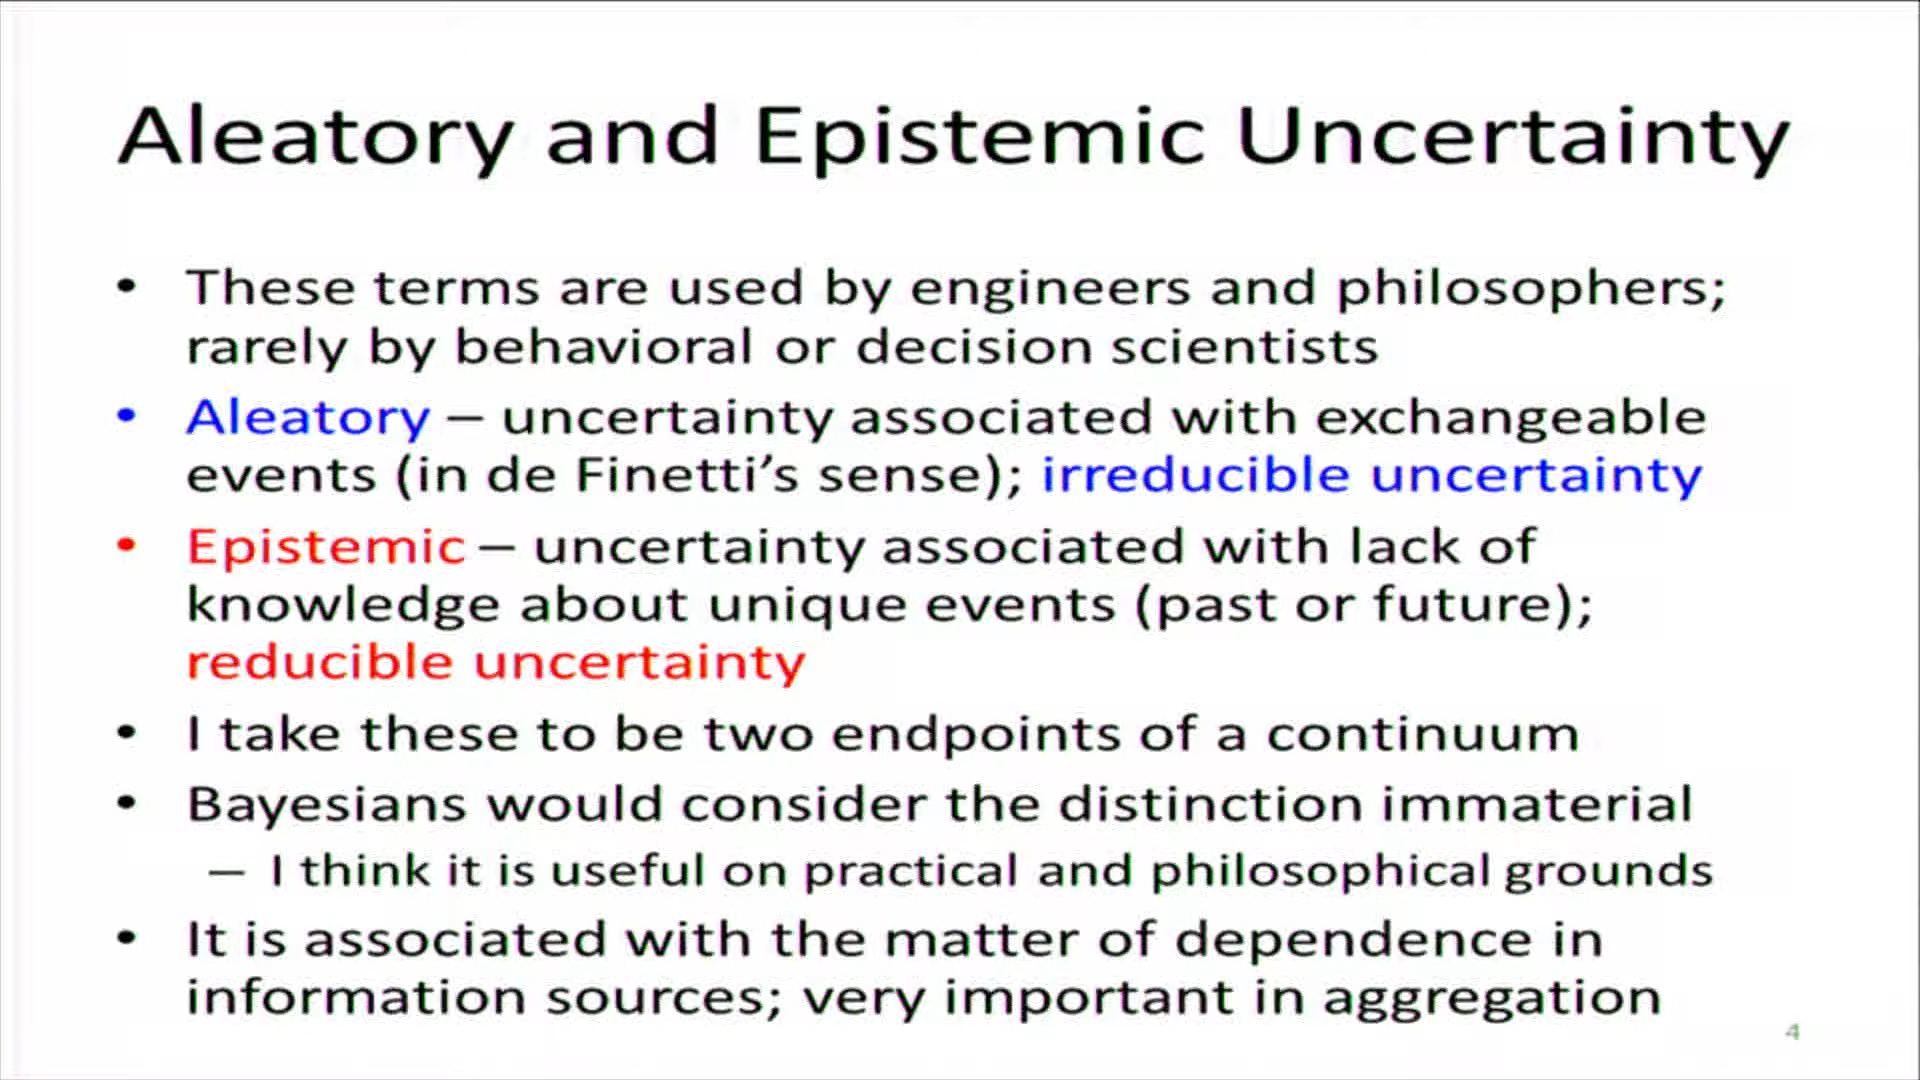 Aleatory and Epistemic Uncertainty
• These terms are used by engineers and philosophers;
rarely by behavioral or decision scientists
• Aleatory – uncertainty associated with exchangeable
events (in de Finetti’s sense); irreducible uncertainty
• Epistemic – uncertainty associated with lack of
knowledge about unique events (past or future);
reducible uncertainty
• I take these to be two endpoints of a continuum
• Bayesians would consider the distinction immaterial
– I think it is useful on practical and philosophical grounds
• It is associated with the matter of dependence in
information sources; very important in aggregation
4